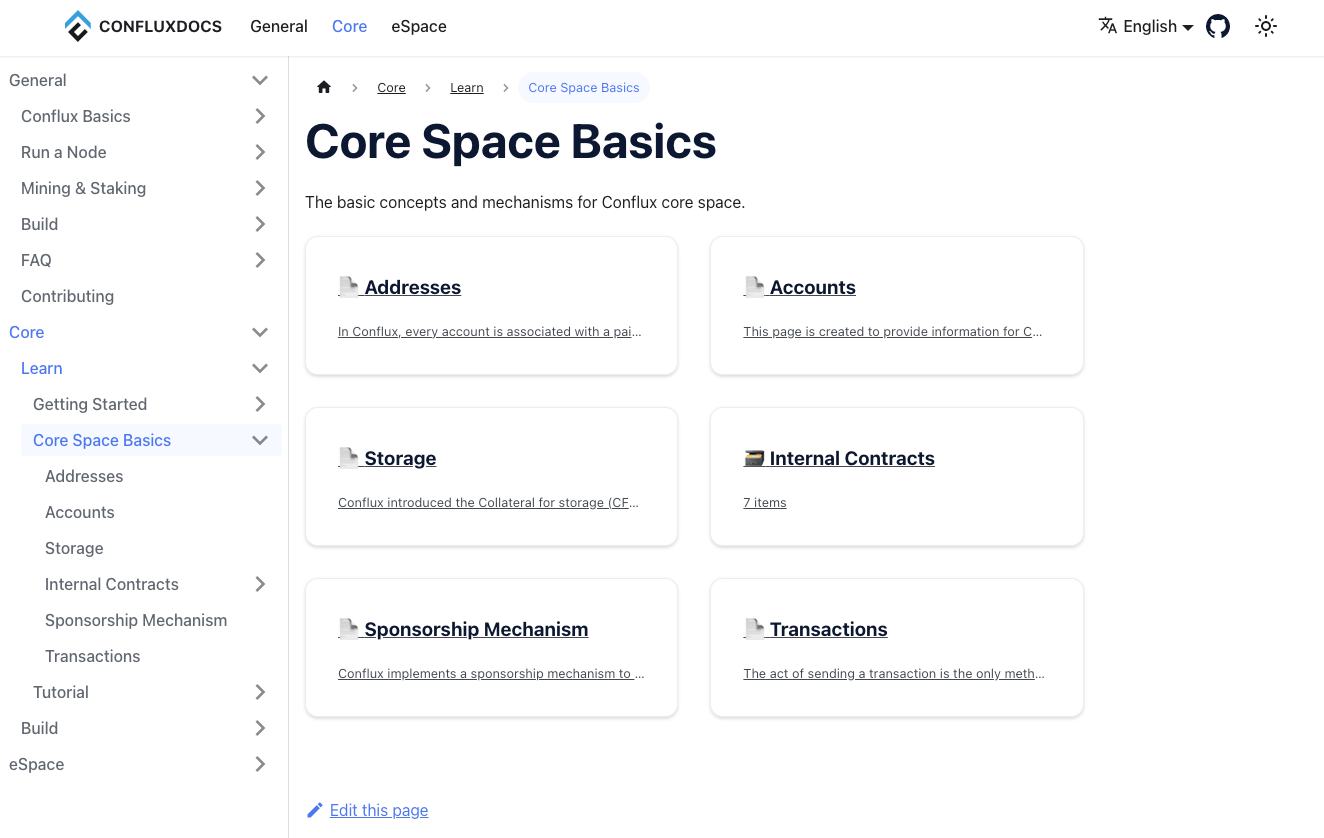 CONFLUXDOCS
General
Core
eSpace
English
General
Conflux Basics
Run a Node
Mining & Staking
Build
FAQ
Contributing
Core
Learn
Getting Started
Core Space Basics
Addresses
Accounts
Storage
Internal Contracts
Sponsorship Mechanism
Transactions
Tutorial
Build
eSpace
Core
Learn
Core Space Basics
Core Space Basics
The basic concepts and mechanisms for Conflux core space.
Addresses
In Conflux, every account is associated with a pai...
Accounts
This page is created to provide information for C...
Storage
Conflux introduced the Collateral for storage (CF...
Internal Contracts
7 items
Sponsorship Mechanism
Conflux implements a sponsorship mechanism to ...
Transactions
The act of sending a transaction is the only meth...
Edit this page